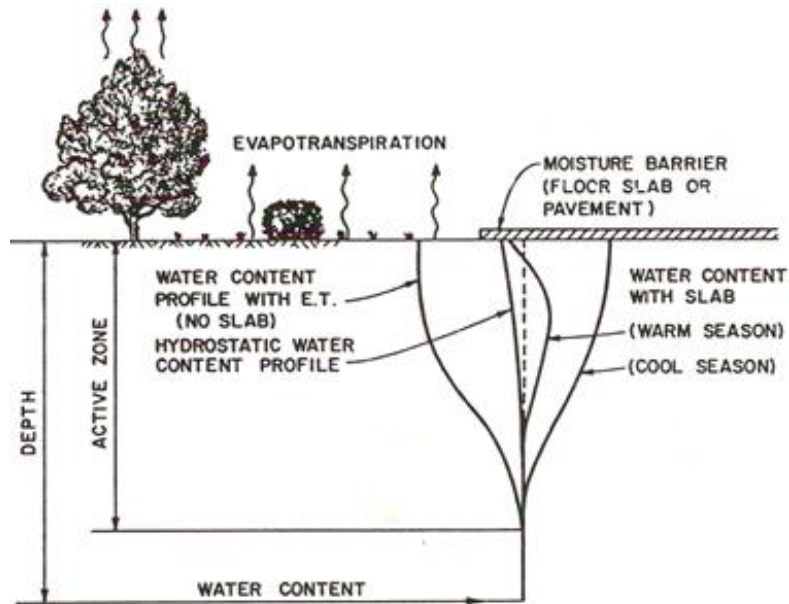 EVAPOTRANSPIRATION
MOISTURE BARRIER
(FLOCR SLAB OR
PAVEMENT)
WATER CONTENT
PROFILE WITH E.T.
(NO SLAB)
HYDROSTATIC WATER
CONTENT PROFILE
WATER CONTENT
WITH SLAB
(WARM SEASON)
(COOL SEASON)
DEPTH
ACTIVE ZONE
WATER CONTENT